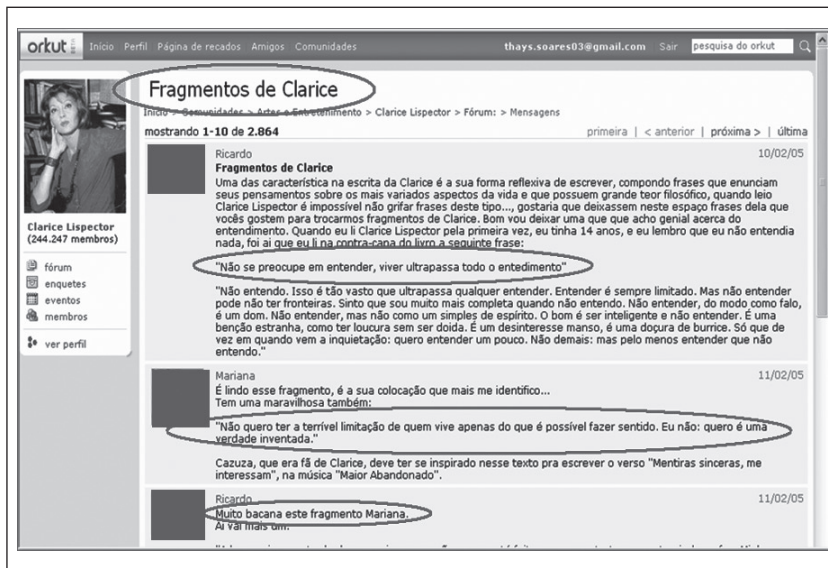 orkut BETA Início Perfil Página de recados Amigos Comunidades thays.soares03@gmail.com Sair pesquisa do orkut
Fragmentos de Clarice
Início > Comunidades > Artes e Entretenimento > Clarice Lispector > Fórum: > Mensagens
mostrando 1-10 de 2.864 primeira | < anterior | próxima > | última
Clarice Lispector
(244.247 membros)
fórum
enquetes
eventos
membros
ver perfil
Ricardo 10/02/05
Fragmentos de Clarice
Uma das característica na escrita da Clarice é a sua forma reflexiva de escrever, compondo frases que enunciam
seus pensamentos sobre os mais variados aspectos da vida e que possuem grande teor filosófico, quando leio
Clarice Lispector é impossível não grifar frases deste tipo..., gostaria que deixassem neste espaço frases dela que
vocês gostem para trocarmos fragmentos de Clarice. Bom vou deixar uma que que acho genial acerca do
entendimento. Quando eu li Clarice Lispector pela primeira vez, eu tinha 14 anos, e eu lembro que eu não entendia
nada, foi ai que eu li na contra-capa do livro a seguinte frase:
"Não se preocupe em entender, viver ultrapassa todo o entedimento"
"Não entendo. Isso é tão vasto que ultrapassa qualquer entender. Entender é sempre limitado. Mas não entender
pode não ter fronteiras. Sinto que sou muito mais completa quando não entendo. Não entender, do modo como falo,
é um dom. Não entender, mas não como um simples de espírito. O bom é ser inteligente e não entender. É uma
benção estranha, como ter loucura sem ser doida. É um desinteresse manso, é uma doçura de burrice. Só que de
vez em quando vem a inquietação: quero entender um pouco. Não demais: mas pelo menos entender que não
entendo."
Mariana 11/02/05
É lindo esse fragmento, é a sua colocação que mais me identifico...
Tem uma maravilhosa também:
"Não quero ter a terrível limitação de quem vive apenas do que é possível fazer sentido. Eu não: quero é uma
verdade inventada."
Cazuza, que era fã de Clarice, deve ter se inspirado nesse texto pra escrever o verso "Mentiras sinceras, me
interessam", na música "Maior Abandonado".
Ricardo 11/02/05
Muito bacana este fragmento Mariana.
Ai vai mais um: